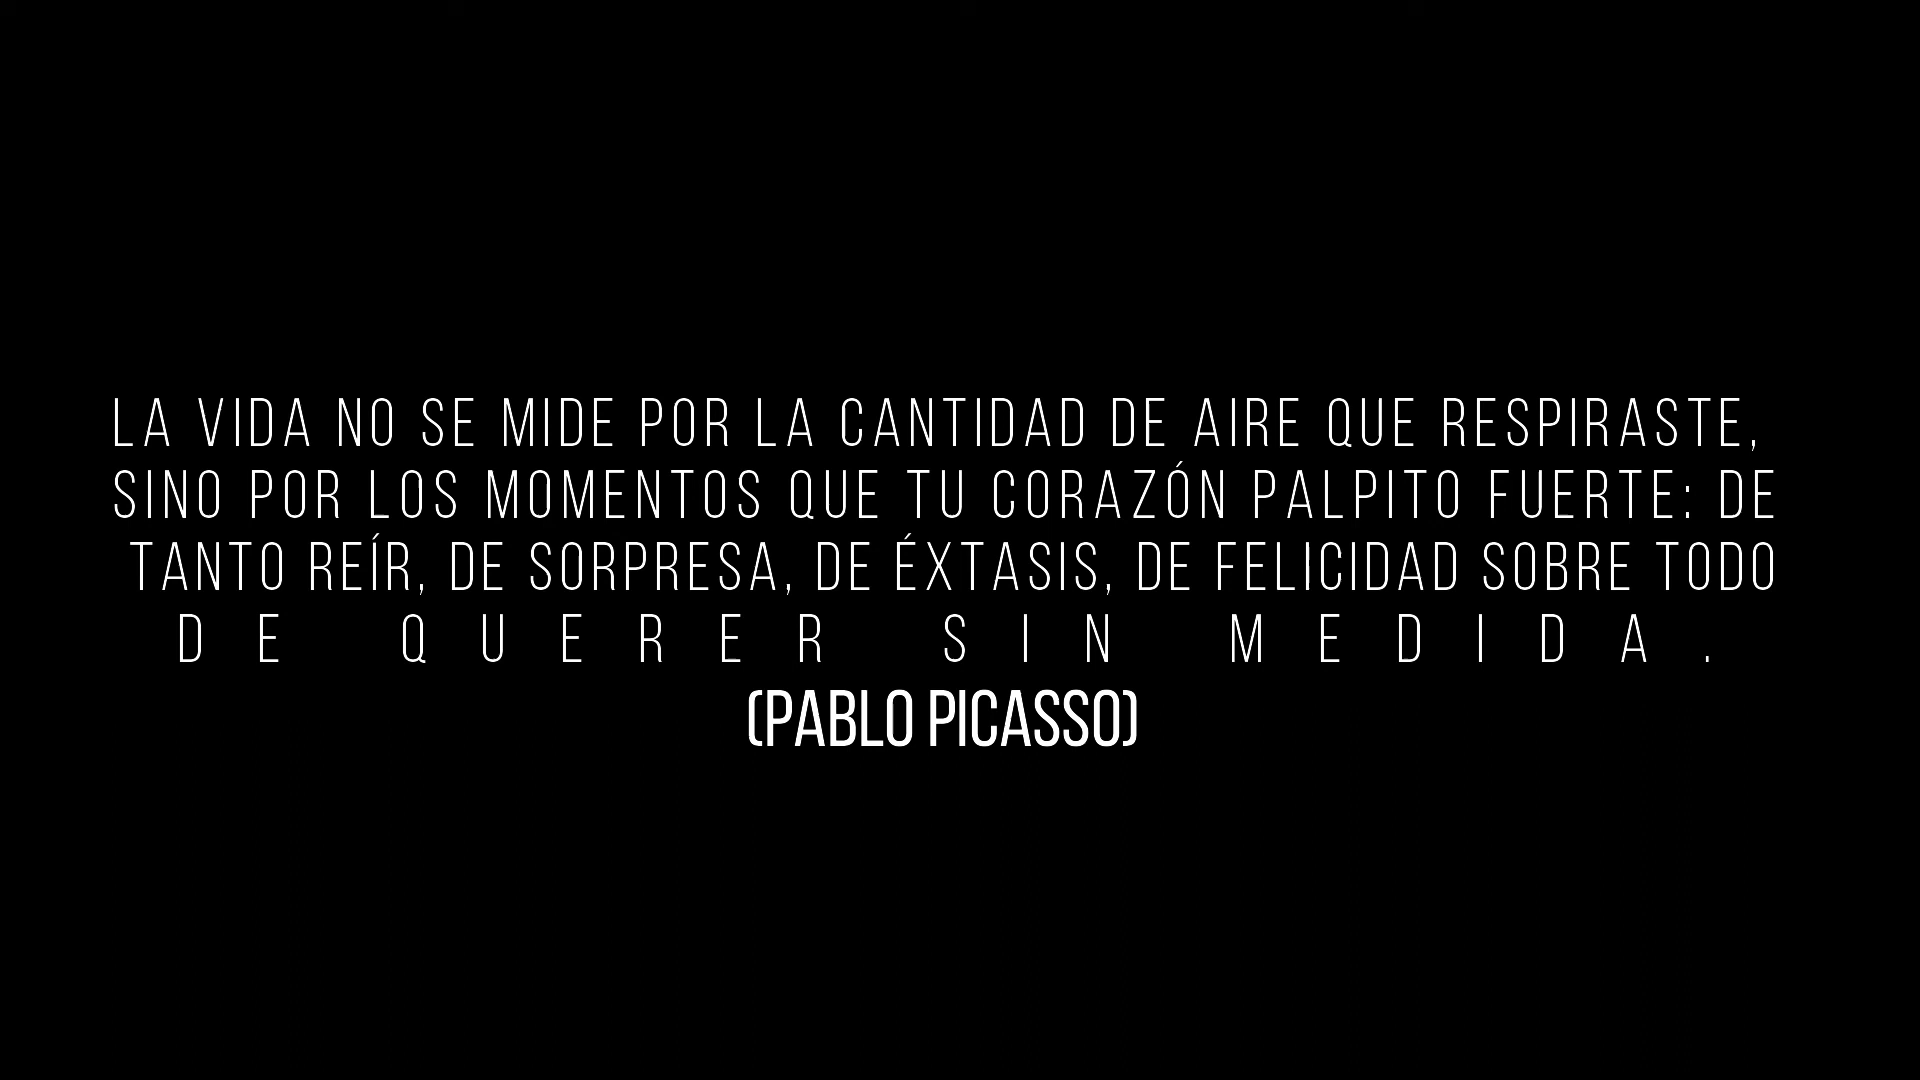 LA VIDA NO SE MIDE POR LA CANTIDAD DE AIRE QUE RESPIRASTE,
SINO POR LOS MOMENTOS QUE TU CORAZÓN PALPITO FUERTE: DE
TANTO REÍR, DE SORPRESA, DE ÉXTASIS, DE FELICIDAD SOBRE TODO
DE QUERER SIN MEDIDA.
(PABLO PICASSO)